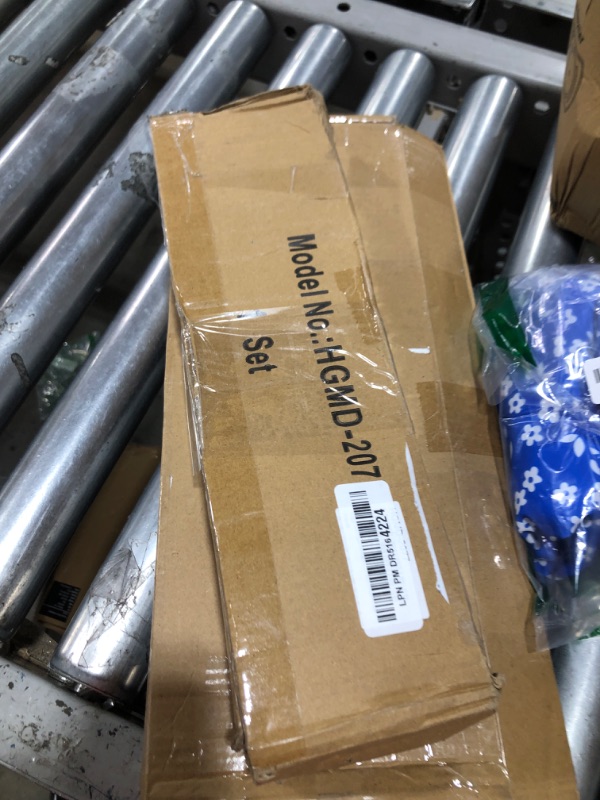 Model No.:HGMD-207
Set
LPN PM DR5164224